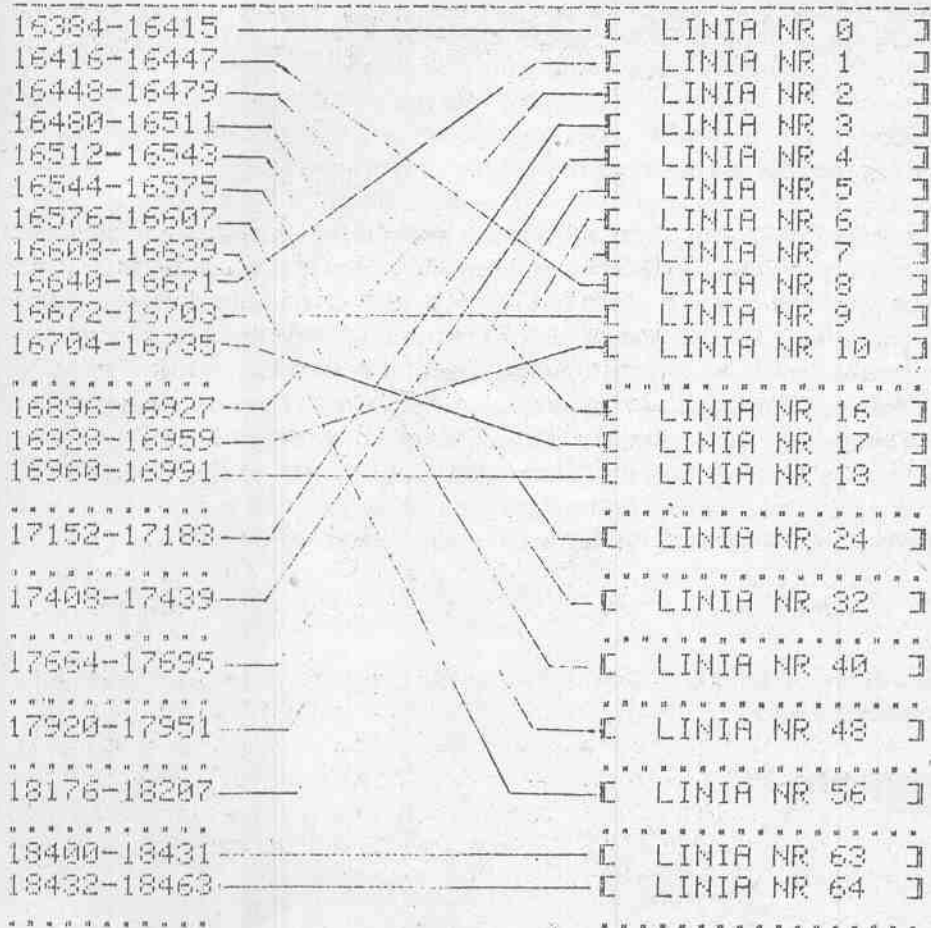 16384-16415 [ LINIA NR 0 ]
16416-16447 [ LINIA NR 1 ]
16448-16479 [ LINIA NR 2 ]
16480-16511 [ LINIA NR 3 ]
16512-16543 [ LINIA NR 4 ]
16544-16575 [ LINIA NR 5 ]
16576-16607 [ LINIA NR 6 ]
16608-16639 [ LINIA NR 7 ]
16640-16671 [ LINIA NR 8 ]
16672-16703 [ LINIA NR 9 ]
16704-16735 [ LINIA NR 10 ]
16896-16927 [ LINIA NR 16 ]
16928-16959 [ LINIA NR 17 ]
16960-16991 [ LINIA NR 18 ]
17152-17183 [ LINIA NR 24 ]
17408-17439 [ LINIA NR 32 ]
17664-17695 [ LINIA NR 40 ]
17920-17951 [ LINIA NR 48 ]
18176-18207 [ LINIA NR 56 ]
18400-18431 [ LINIA NR 63 ]
18432-18463 [ LINIA NR 64 ]